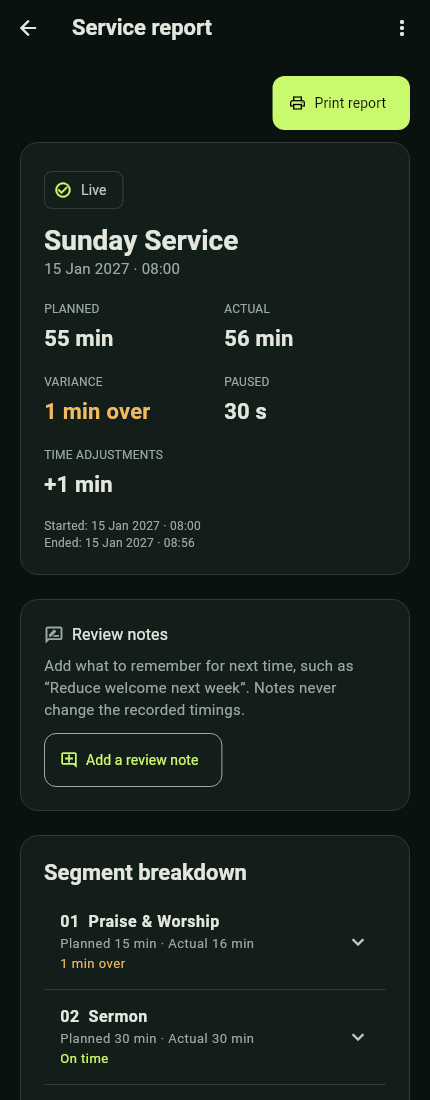 Service report
Print report
Live
Sunday Service
15 Jan 2027 · 08:00
PLANNED
ACTUAL
55 min
56 min
VARIANCE
PAUSED
1 min over
30 s
TIME ADJUSTMENTS
+1 min
Started: 15 Jan 2027 · 08:00
Ended: 15 Jan 2027 · 08:56
Review notes
Add what to remember for next time, such as
“Reduce welcome next week”. Notes never
change the recorded timings.
Add a review note
Segment breakdown
01 Praise & Worship
Planned 15 min · Actual 16 min
1 min over
02 Sermon
Planned 30 min · Actual 30 min
On time